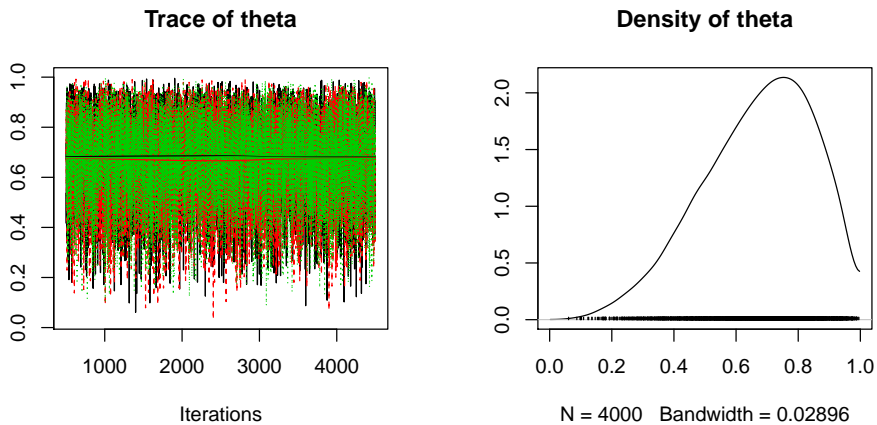 Trace of theta
1.0
0.8
0.6
0.4
0.2
0.0
1000 2000 3000 4000
Iterations
Density of theta
2.0
1.5
1.0
0.5
0.0
0.0 0.2 0.4 0.6 0.8 1.0
N = 4000 Bandwidth = 0.02896